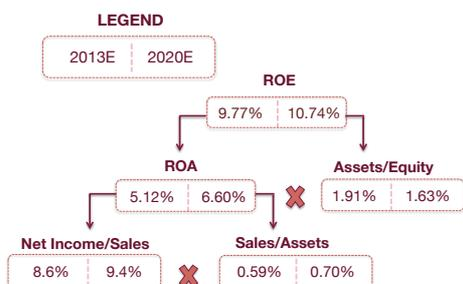 LEGEND
2013E 2020E
ROE
9.77% 10.74%
ROA Assets/Equity
5.12% 6.60% 1.91% 1.63%
Net Income/Sales Sales/Assets
8.6% 9.4% 0.59% 0.70%